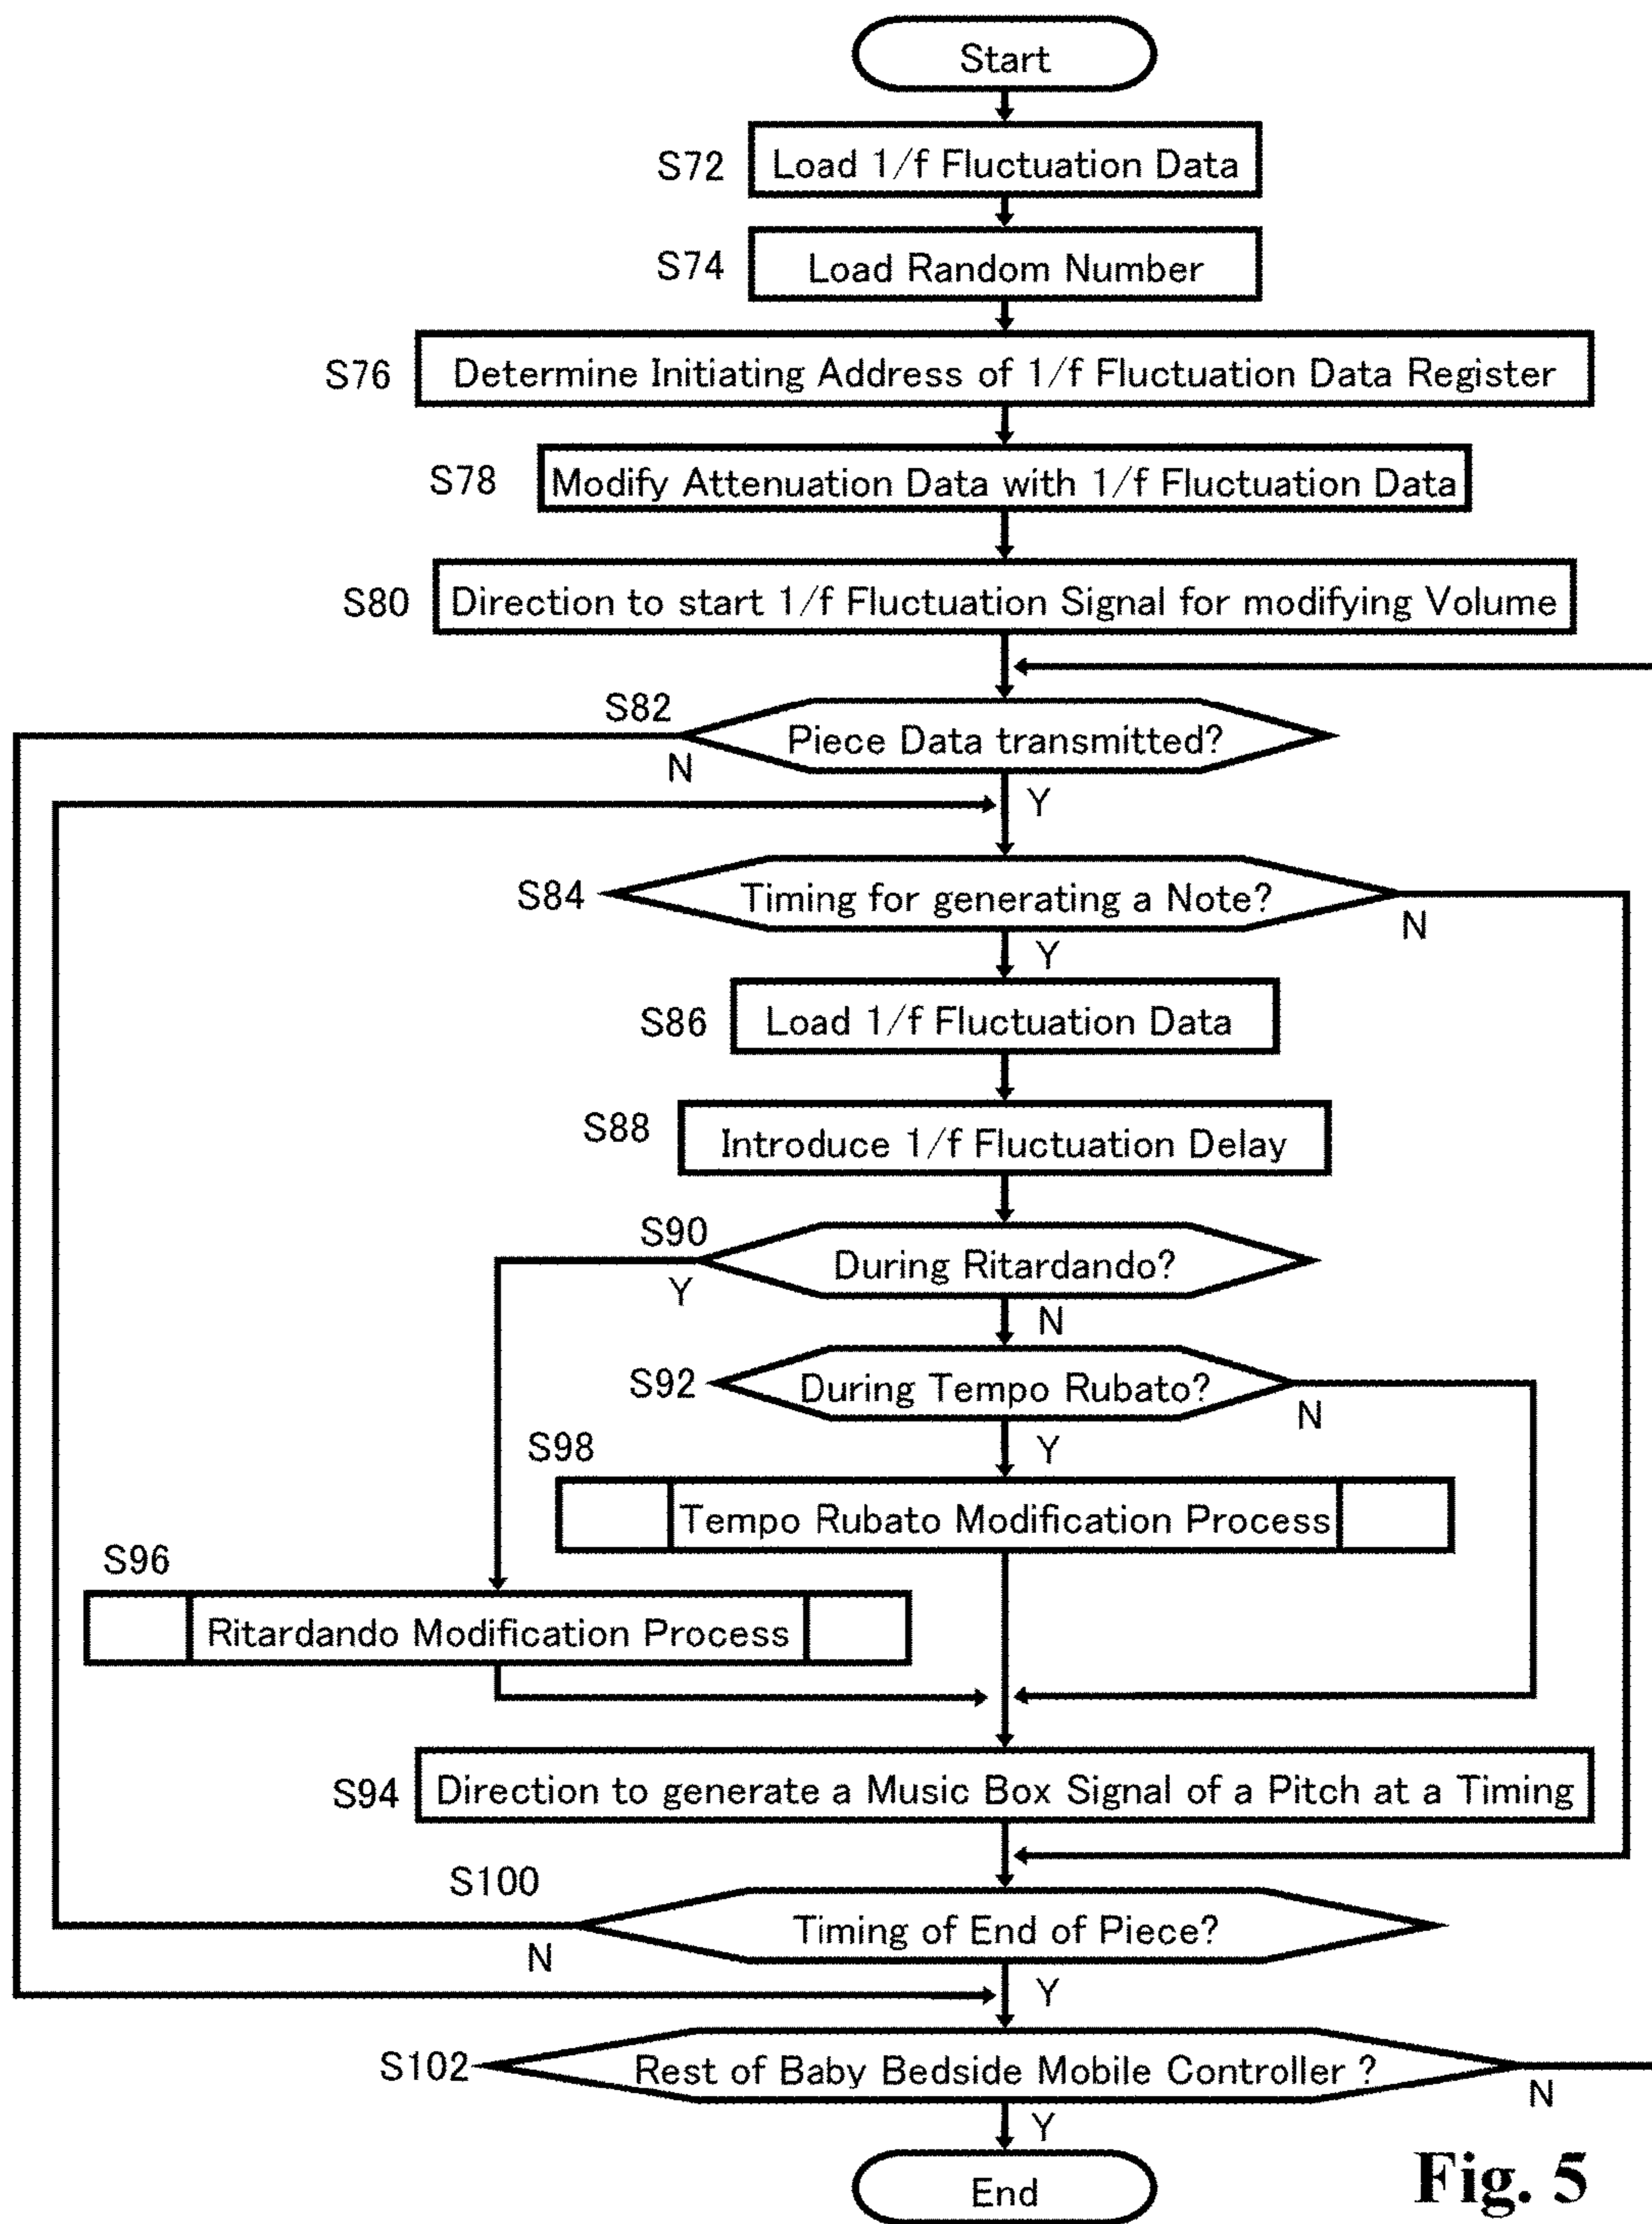 Start
S72 Load 1/f Fluctuation Data
S74 Load Random Number
S76 Determine Initiating Address of 1/f Fluctuation Data Register
S78 Modify Attenuation Data with 1/f Fluctuation Data
S80 Direction to start 1/f Fluctuation Signal for modifying Volume
S82 Piece Data transmitted?
N
Y
S84 Timing for generating a Note?
N
Y
S86 Load 1/f Fluctuation Data
S88 Introduce 1/f Fluctuation Delay
S90 During Ritardando?
Y
N
S92 During Tempo Rubato?
N
Y
S98 Tempo Rubato Modification Process
S96 Ritardando Modification Process
S94 Direction to generate a Music Box Signal of a Pitch at a Timing
S100 Timing of End of Piece?
N
Y
S102 Rest of Baby Bedside Mobile Controller ?
N
Y
End
Fig. 5